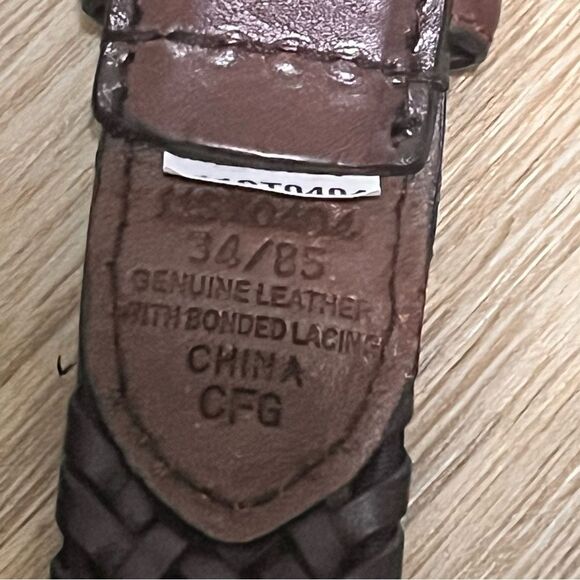 34/85
GENUINE LEATHER
WITH BONDED LACING
CHINA
CFG